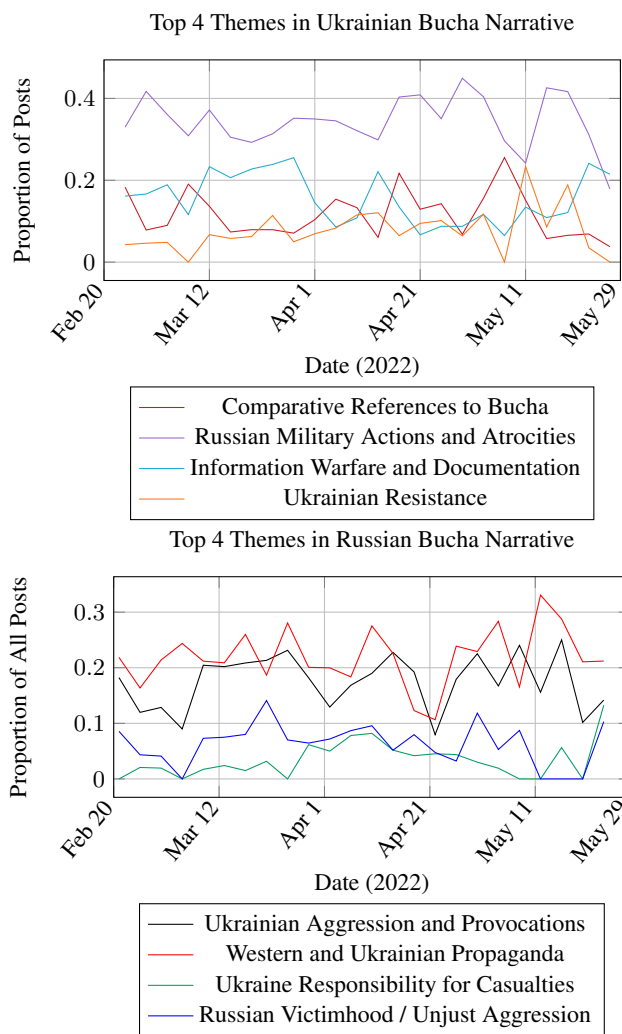 Top 4 Themes in Ukrainian Bucha Narrative
Proportion of Posts
0.4
0.2
0
Feb 20
Mar 12
Apr 1
Apr 21
May 11
May 29
Date (2022)
Comparative References to Bucha
Russian Military Actions and Atrocities
Information Warfare and Documentation
Ukrainian Resistance
Top 4 Themes in Russian Bucha Narrative
Proportion of All Posts
0.3
0.2
0.1
0
Feb 20
Mar 12
Apr 1
Apr 21
May 11
May 29
Date (2022)
Ukrainian Aggression and Provocations
Western and Ukrainian Propaganda
Ukraine Responsibility for Casualties
Russian Victimhood / Unjust Aggression